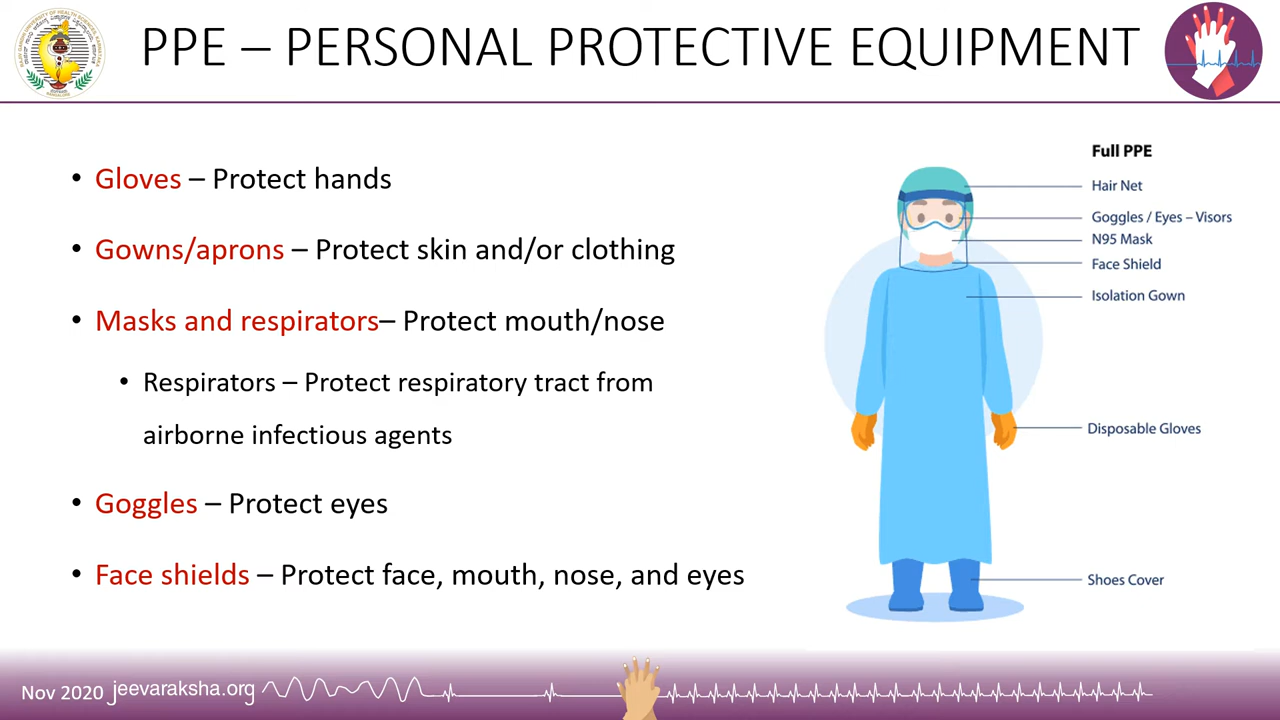 PPE – PERSONAL PROTECTIVE EQUIPMENT
• Gloves – Protect hands
• Gowns/aprons – Protect skin and/or clothing
• Masks and respirators– Protect mouth/nose
• Respirators – Protect respiratory tract from
airborne infectious agents
• Goggles – Protect eyes
• Face shields – Protect face, mouth, nose, and eyes
Full PPE
Hair Net
Goggles / Eyes – Visors
N95 Mask
Face Shield
Isolation Gown
Disposable Gloves
Shoes Cover
Nov 2020 jeevaraksha.org